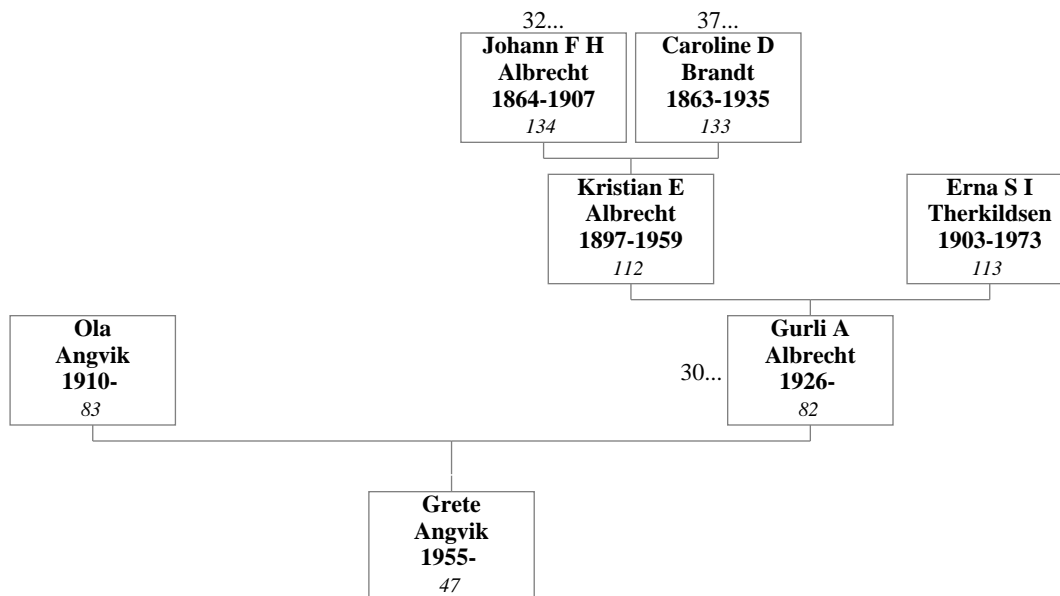 32...
37...
Johann F H
Albrecht
1864-1907
134
Caroline D
Brandt
1863-1935
133
Kristian E
Albrecht
1897-1959
112
Erna S I
Therkildsen
1903-1973
113
Ola
Angvik
1910-
83
30...
Gurli A
Albrecht
1926-
82
Grete
Angvik
1955-
47